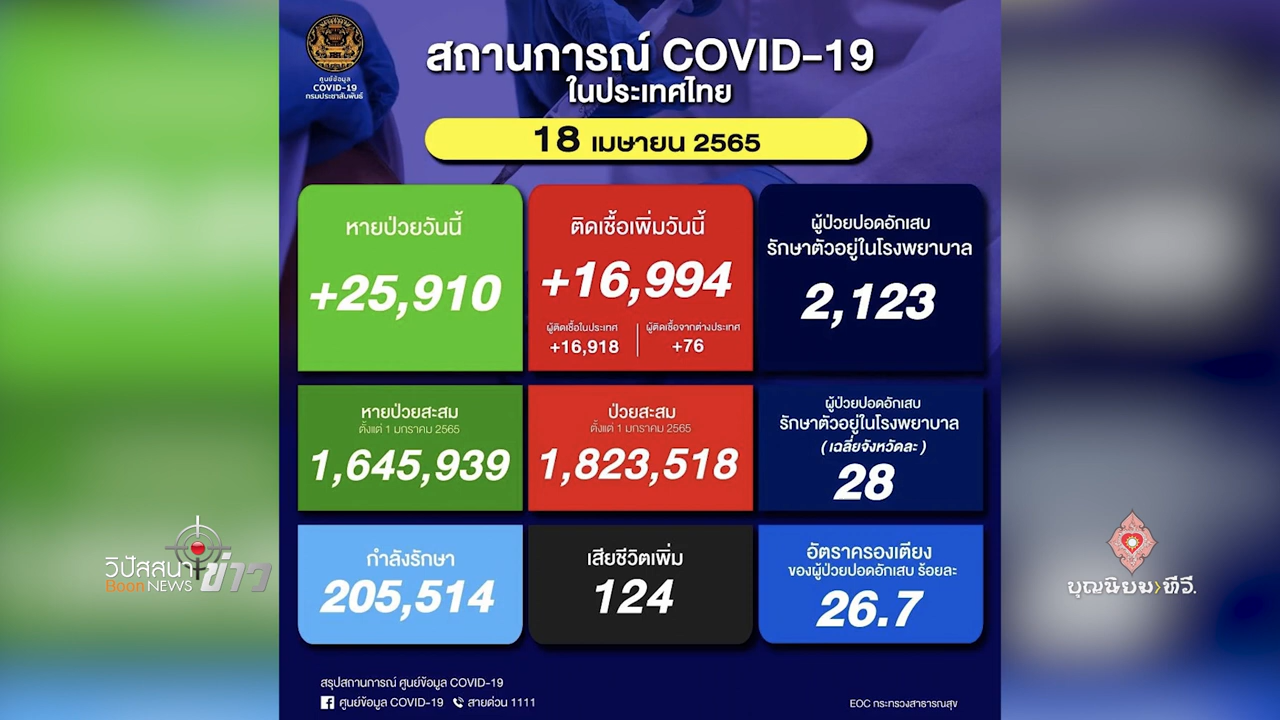 ศูนย์ข้อมูล
COVID-19
กรมประชาสัมพันธ์
สถานการณ์ COVID-19
ในประเทศไทย
18 เมษายน 2565
หายป่วยวันนี้
+25,910
ติดเชื้อเพิ่มวันนี้
+16,994
ผู้ติดเชื้อในประเทศ
+16,918
ผู้ติดเชื้อจากต่างประเทศ
+76
ผู้ป่วยปอดอักเสบ
รักษาตัวอยู่ในโรงพยาบาล
2,123
หายป่วยสะสม
ตั้งแต่ 1 มกราคม 2565
1,645,939
ป่วยสะสม
ตั้งแต่ 1 มกราคม 2565
1,823,518
ผู้ป่วยปอดอักเสบ
รักษาตัวอยู่ในโรงพยาบาล
( เฉลี่ยจังหวัดละ )
28
กำลังรักษา
205,514
เสียชีวิตเพิ่ม
124
อัตราครองเตียง
ของผู้ป่วยปอดอักเสบ ร้อยละ
26.7
สรุปสถานการณ์ ศูนย์ข้อมูล COVID-19
ศูนย์ข้อมูล COVID-19 สายด่วน 1111
EOC กระทรวงสาธารณสุข
วิปัสสนา ข่าว
Boon NEWS
บุญนิยม ทีวี.